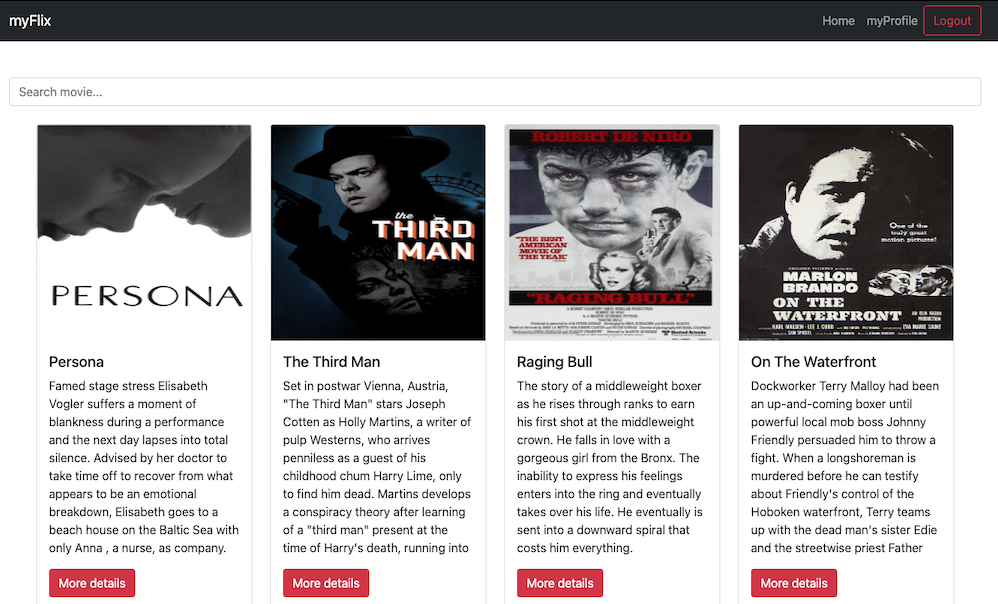 myFlix
Home myProfile Logout
Search movie...
PERSONA
the
THIRD
MAN
ROBERT DE NIRO
"THE BEST
AMERICAN
MOVIE OF
THE YEAR"
"RAGING BULL"
One of the
truly great
motion pictures!
MARLON
BRANDO
ON THE
WATERFRONT
AN ELIA KAZAN
PRODUCTION
KARL MALDEN · LEE J. COBB
EVA MARIE SAINT
Persona
Famed stage stress Elisabeth
Vogler suffers a moment of
blankness during a performance
and the next day lapses into total
silence. Advised by her doctor to
take time off to recover from what
appears to be an emotional
breakdown, Elisabeth goes to a
beach house on the Baltic Sea with
only Anna , a nurse, as company.
More details
The Third Man
Set in postwar Vienna, Austria,
"The Third Man" stars Joseph
Cotten as Holly Martins, a writer of
pulp Westerns, who arrives
penniless as a guest of his
childhood chum Harry Lime, only
to find him dead. Martins develops
a conspiracy theory after learning
of a "third man" present at the
time of Harry's death, running into
More details
Raging Bull
The story of a middleweight boxer
as he rises through ranks to earn
his first shot at the middleweight
crown. He falls in love with a
gorgeous girl from the Bronx. The
inability to express his feelings
enters into the ring and eventually
takes over his life. He eventually is
sent into a downward spiral that
costs him everything.
More details
On The Waterfront
Dockworker Terry Malloy had been
an up-and-coming boxer until
powerful local mob boss Johnny
Friendly persuaded him to throw a
fight. When a longshoreman is
murdered before he can testify
about Friendly's control of the
Hoboken waterfront, Terry teams
up with the dead man's sister Edie
and the streetwise priest Father
More details